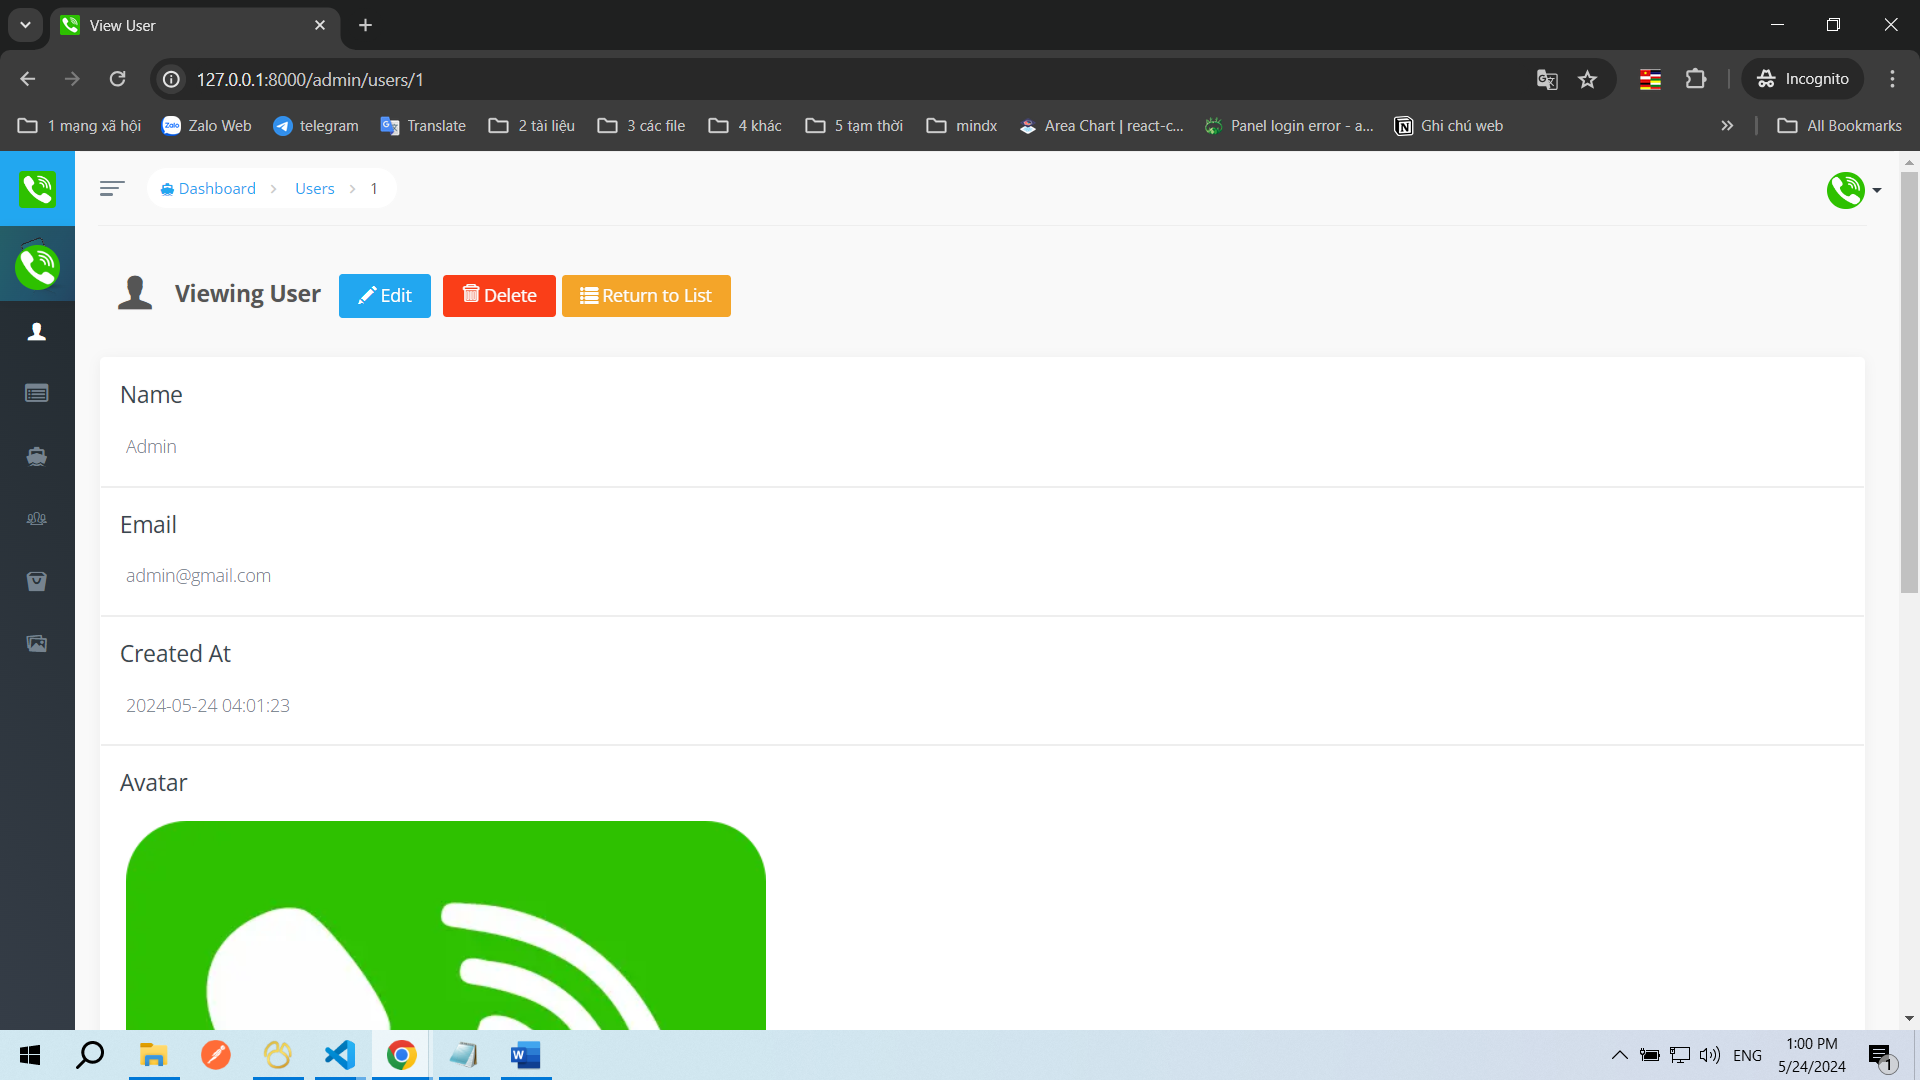 View User
127.0.0.1:8000/admin/users/1
Incognito
1 mạng xã hội
Zalo Web
telegram
Translate
2 tài liệu
3 các file
4 khác
5 tạm thời
mindx
Area Chart | react-c...
Panel login error - a...
Ghi chú web
All Bookmarks
Dashboard
Users
1
Viewing User
Edit
Delete
Return to List
Name
Admin
Email
admin@gmail.com
Created At
2024-05-24 04:01:23
Avatar
ENG
1:00 PM
5/24/2024
1